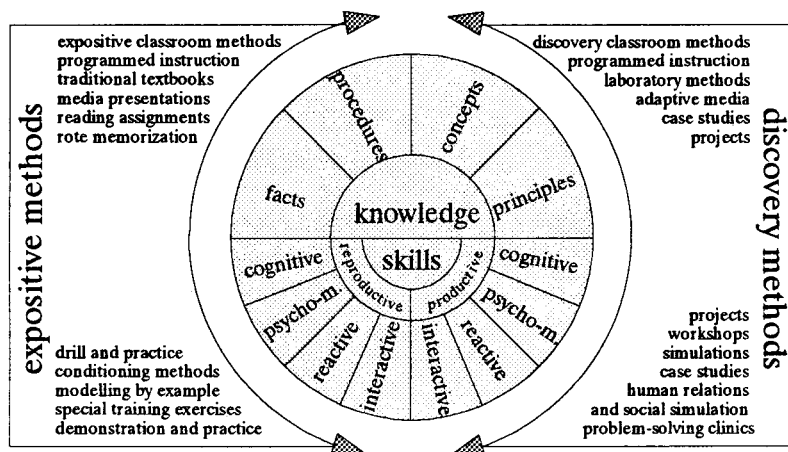 expositive classroom methods
programmed instruction
traditional textbooks
media presentations
reading assignments
rote memorization
discovery classroom methods
programmed instruction
laboratory methods
adaptive media
case studies
projects
expositive methods
discovery methods
procedures
concepts
facts
principles
knowledge
skills
reproductive
productive
cognitive
psycho-m.
reactive
interactive
interactive
reactive
psycho-m.
cognitive
drill and practice
conditioning methods
modelling by example
special training exercises
demonstration and practice
projects
workshops
simulations
case studies
human relations
and social simulation
problem-solving clinics